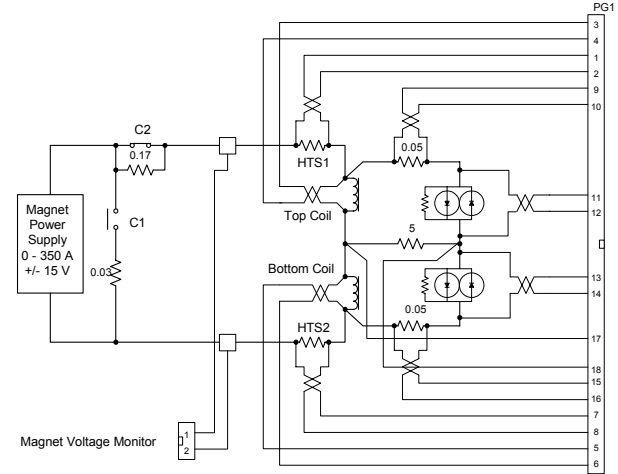 PG1
3
4
1
2
9
10
C2
0.17
HTS1
0.05
11
12
Top Coil
C1
Magnet
Power
Supply
0 - 350 A
+/- 15 V
5
0.03
Bottom Coil
13
14
0.05
HTS2
17
18
15
16
7
8
5
6
Magnet Voltage Monitor
1
2